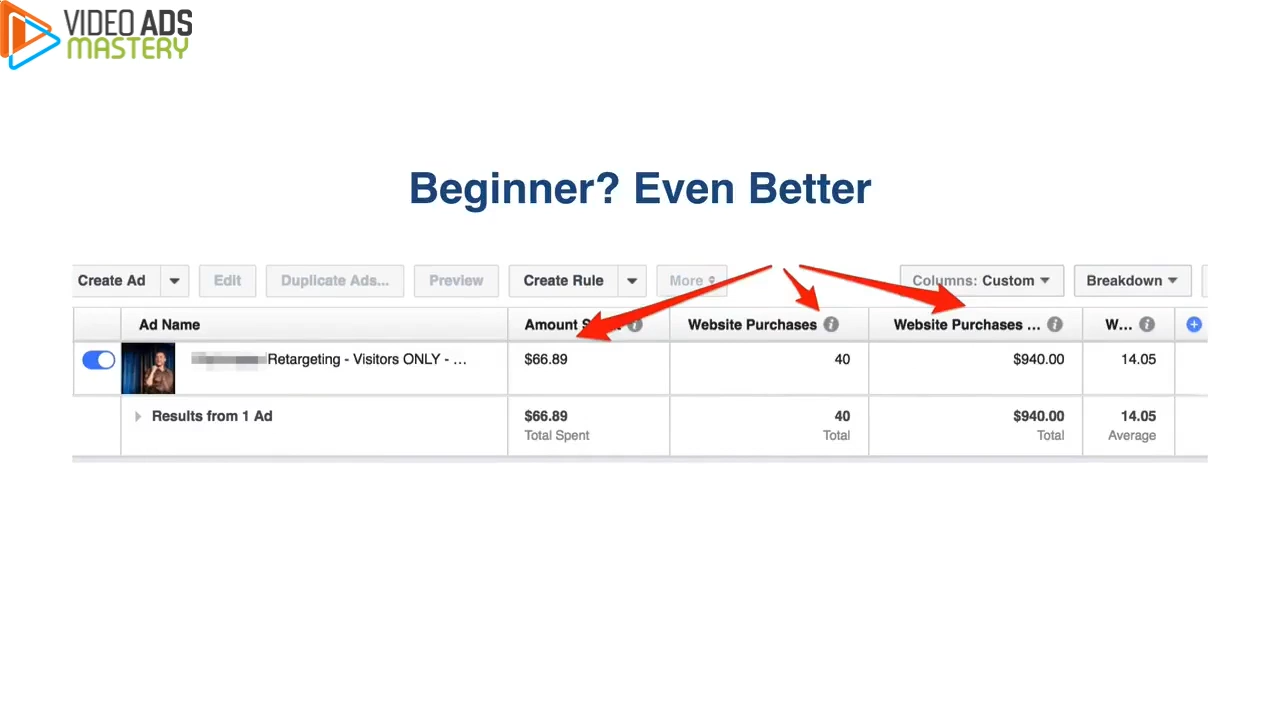 VIDEO ADS
MASTERY
Beginner? Even Better
Create Ad Edit Duplicate Ads... Preview Create Rule More Columns: Custom Breakdown
Ad Name Amount Website Purchases Website Purchases ... W...
Retargeting - Visitors ONLY - ... $66.89 40 $940.00 14.05
Results from 1 Ad $66.89 40 $940.00 14.05
Total Spent Total Total Average